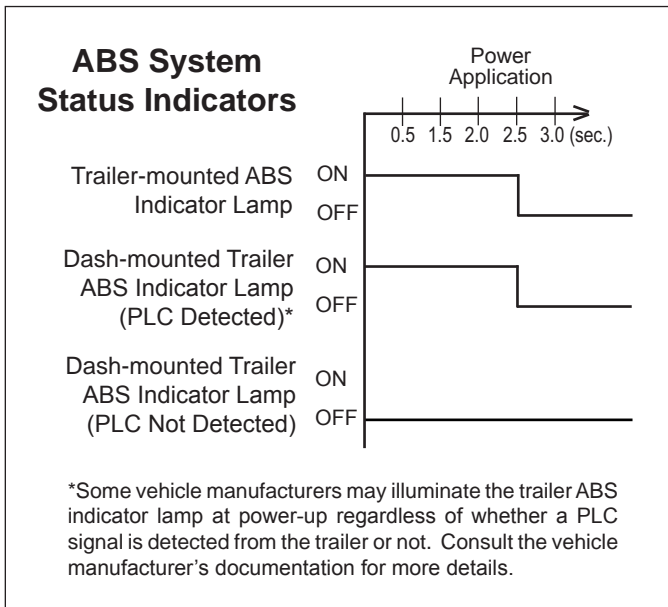 ABS System
Status Indicators
Power
Application
0.5 1.5 2.0 2.5 3.0 (sec.)
Trailer-mounted ABS
Indicator Lamp
ON
OFF
Dash-mounted Trailer
ABS Indicator Lamp
(PLC Detected)*
ON
OFF
Dash-mounted Trailer
ABS Indicator Lamp
(PLC Not Detected)
ON
OFF
*Some vehicle manufacturers may illuminate the trailer ABS
indicator lamp at power-up regardless of whether a PLC
signal is detected from the trailer or not. Consult the vehicle
manufacturer's documentation for more details.